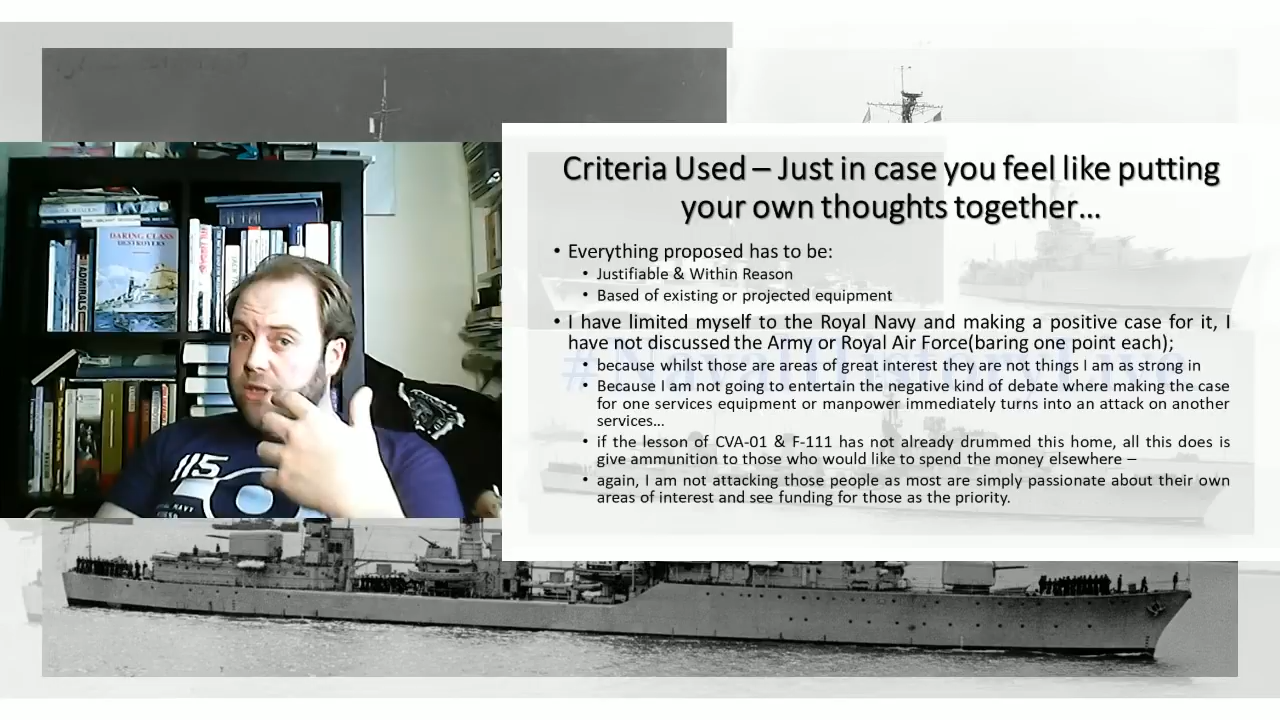 Criteria Used – Just in case you feel like putting
your own thoughts together…
• Everything proposed has to be:
• Justifiable & Within Reason
• Based of existing or projected equipment
• I have limited myself to the Royal Navy and making a positive case for it, I
have not discussed the Army or Royal Air Force(baring one point each);
• because whilst those are areas of great interest they are not things I am as strong in
• Because I am not going to entertain the negative kind of debate where making the case
for one services equipment or manpower immediately turns into an attack on another
services…
• if the lesson of CVA-01 & F-111 has not already drummed this home, all this does is
give ammunition to those who would like to spend the money elsewhere –
• again, I am not attacking those people as most are simply passionate about their own
areas of interest and see funding for those as the priority.
DARING CLASS
DESTROYERS
ADMIRALS
115
NAVY